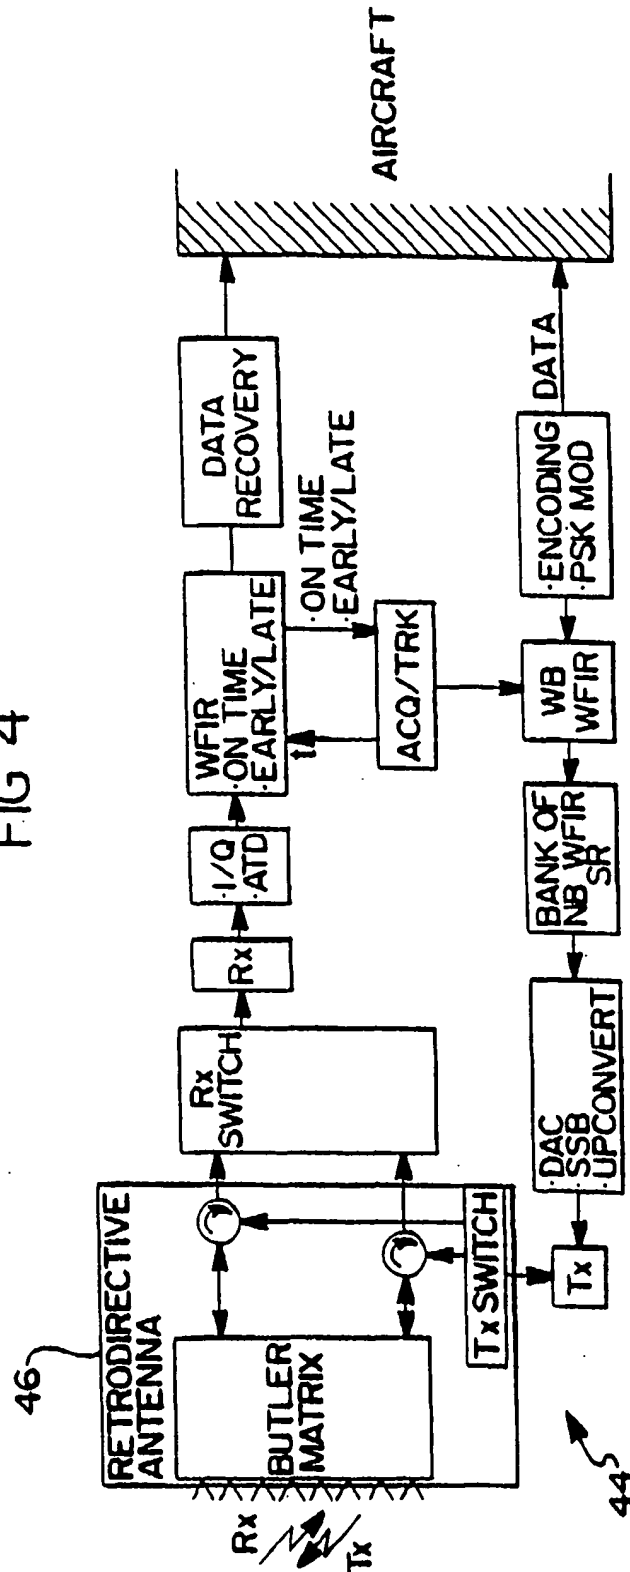 FIG 4
46
RETRODIRECTIVE
ANTENNA
BUTLER
MATRIX
Rx
Tx
Tx SWITCH
Rx
SWITCH
Rx
·I/Q
·ATD
WFIR
·ON TIME
·EARLY/LATE
t
·ON TIME
·EARLY/LATE
ACQ/TRK
DATA
RECOVERY
AIRCRAFT
DATA
·ENCODING
·PSK MOD
WB
WFIR
BANK OF
NB WFIR
SR
·DAC
·SSB
·UPCONVERT
Tx
44